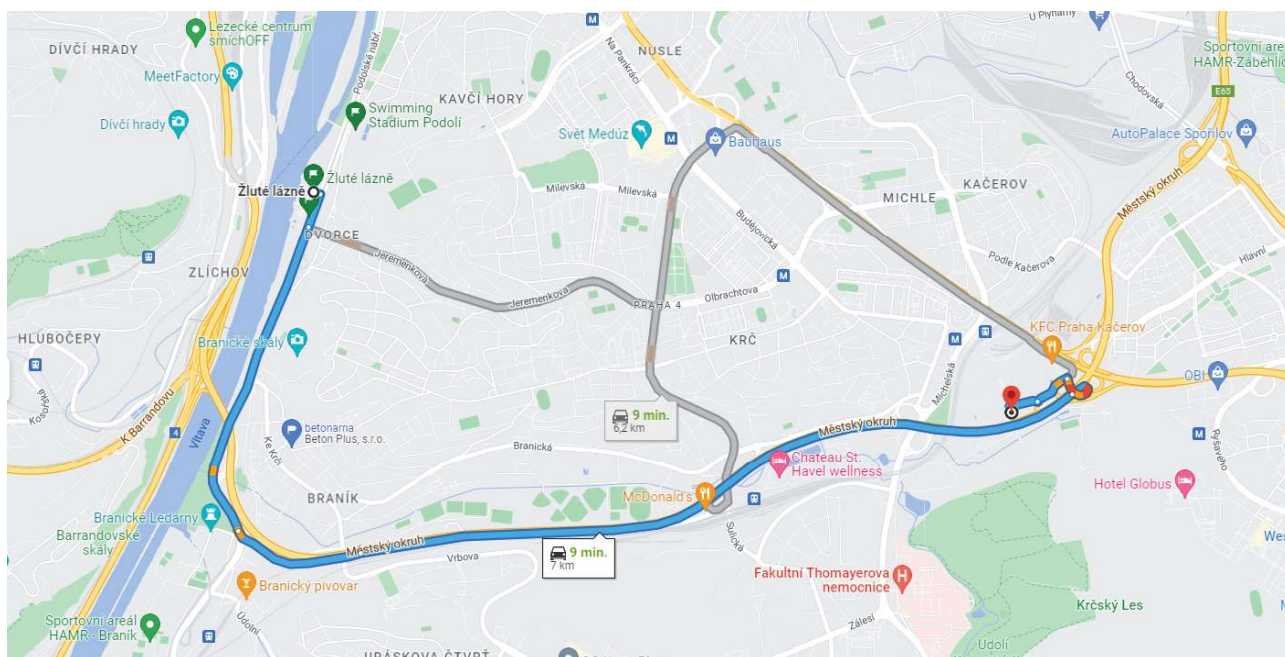 DÍVČÍ HRADY
Lezecké centrum
smíchOFF
MeetFactory
Dívčí hrady
Podolské nábř.
KAVČÍ HORY
Swimming
Stadium Podolí
Žluté lázně
Žluté lázně
DVORCE
Jeremenkova
Jeremenkova
ZLÍCHOV
HLUBOČEPY
Branické skály
K Barrandovu
Vltava
4
Ke Krči
betonarna
Beton Plus, s.r.o.
Branická
BRANÍK
Branické Ledárny
Barrandovské
skály
Branický pivovar
Sportovní areál
HAMR - Braník
Údolní
Vrbova
Městský okruh
9 min.
7 km
9 min.
6,2 km
McDonald's
Sulická
Chateau St.
Havel wellness
Městský okruh
NUSLE
Na Pankráci
M
M
Svět Medúz
Bauhaus
Milevská
Milevská
Budějovická
M
PRAHA 4
Olbrachtova
KRČ
MICHLE
KAČEROV
Podle Kačerova
Michelská
M
U Plynárny
Chodovská
Sportovní areál
HAMR-Záběhlice
E65
AutoPalace Spořilov
Městský okruh
Hlavní
KFC Praha Kačerov
OBI
M
Ryšavého
Hotel Globus
Fakultní Thomayerova
nemocnice
H
Zálesí
Krčský Les
Údolí